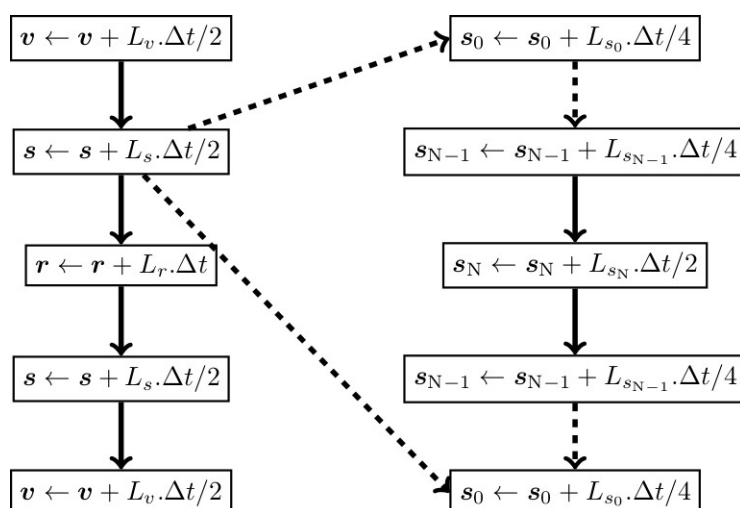 v ← v + L_v.Δt/2
s ← s + L_s.Δt/2
r ← r + L_r.Δt
s ← s + L_s.Δt/2
v ← v + L_v.Δt/2
s_0 ← s_0 + L_{s_0}.Δt/4
s_{N−1} ← s_{N−1} + L_{s_{N−1}}.Δt/4
s_N ← s_N + L_{s_N}.Δt/2
s_{N−1} ← s_{N−1} + L_{s_{N−1}}.Δt/4
s_0 ← s_0 + L_{s_0}.Δt/4